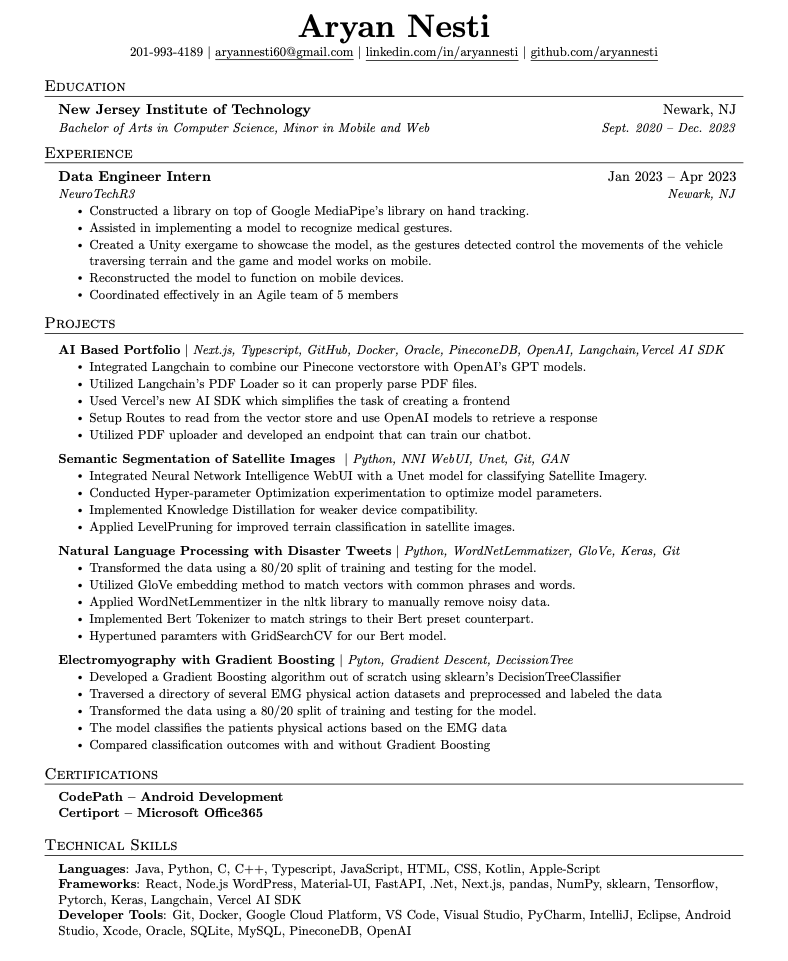 Aryan Nesti
201-993-4189 | aryannesti60@gmail.com | linkedin.com/in/aryannesti | github.com/aryannesti
Education
New Jersey Institute of Technology Newark, NJ
Bachelor of Arts in Computer Science, Minor in Mobile and Web Sept. 2020 – Dec. 2023
Experience
Data Engineer Intern Jan 2023 – Apr 2023
NeuroTechR3 Newark, NJ
• Constructed a library on top of Google MediaPipe's library on hand tracking.
• Assisted in implementing a model to recognize medical gestures.
• Created a Unity exergame to showcase the model, as the gestures detected control the movements of the vehicle
traversing terrain and the game and model works on mobile.
• Reconstructed the model to function on mobile devices.
• Coordinated effectively in an Agile team of 5 members
Projects
AI Based Portfolio | Next.js, Typescript, GitHub, Docker, Oracle, PineconeDB, OpenAI, Langchain,Vercel AI SDK
• Integrated Langchain to combine our Pinecone vectorstore with OpenAI's GPT models.
• Utilized Langchain's PDF Loader so it can properly parse PDF files.
• Used Vercel's new AI SDK which simplifies the task of creating a frontend
• Setup Routes to read from the vector store and use OpenAI models to retrieve a response
• Utilized PDF uploader and developed an endpoint that can train our chatbot.
Semantic Segmentation of Satellite Images | Python, NNI WebUI, Unet, Git, GAN
• Integrated Neural Network Intelligence WebUI with a Unet model for classifying Satellite Imagery.
• Conducted Hyper-parameter Optimization experimentation to optimize model parameters.
• Implemented Knowledge Distillation for weaker device compatibility.
• Applied LevelPruning for improved terrain classification in satellite images.
Natural Language Processing with Disaster Tweets | Python, WordNetLemmatizer, GloVe, Keras, Git
• Transformed the data using a 80/20 split of training and testing for the model.
• Utilized GloVe embedding method to match vectors with common phrases and words.
• Applied WordNetLemmentizer in the nltk library to manually remove noisy data.
• Implemented Bert Tokenizer to match strings to their Bert preset counterpart.
• Hypertuned paramters with GridSearchCV for our Bert model.
Electromyography with Gradient Boosting | Pyton, Gradient Descent, DecissionTree
• Developed a Gradient Boosting algorithm out of scratch using sklearn's DecisionTreeClassifier
• Traversed a directory of several EMG physical action datasets and preprocessed and labeled the data
• Transformed the data using a 80/20 split of training and testing for the model.
• The model classifies the patients physical actions based on the EMG data
• Compared classification outcomes with and without Gradient Boosting
Certifications
CodePath – Android Development
Certiport – Microsoft Office365
Technical Skills
Languages: Java, Python, C, C++, Typescript, JavaScript, HTML, CSS, Kotlin, Apple-Script
Frameworks: React, Node.js WordPress, Material-UI, FastAPI, .Net, Next.js, pandas, NumPy, sklearn, Tensorflow,
Pytorch, Keras, Langchain, Vercel AI SDK
Developer Tools: Git, Docker, Google Cloud Platform, VS Code, Visual Studio, PyCharm, IntelliJ, Eclipse, Android
Studio, Xcode, Oracle, SQLite, MySQL, PineconeDB, OpenAI